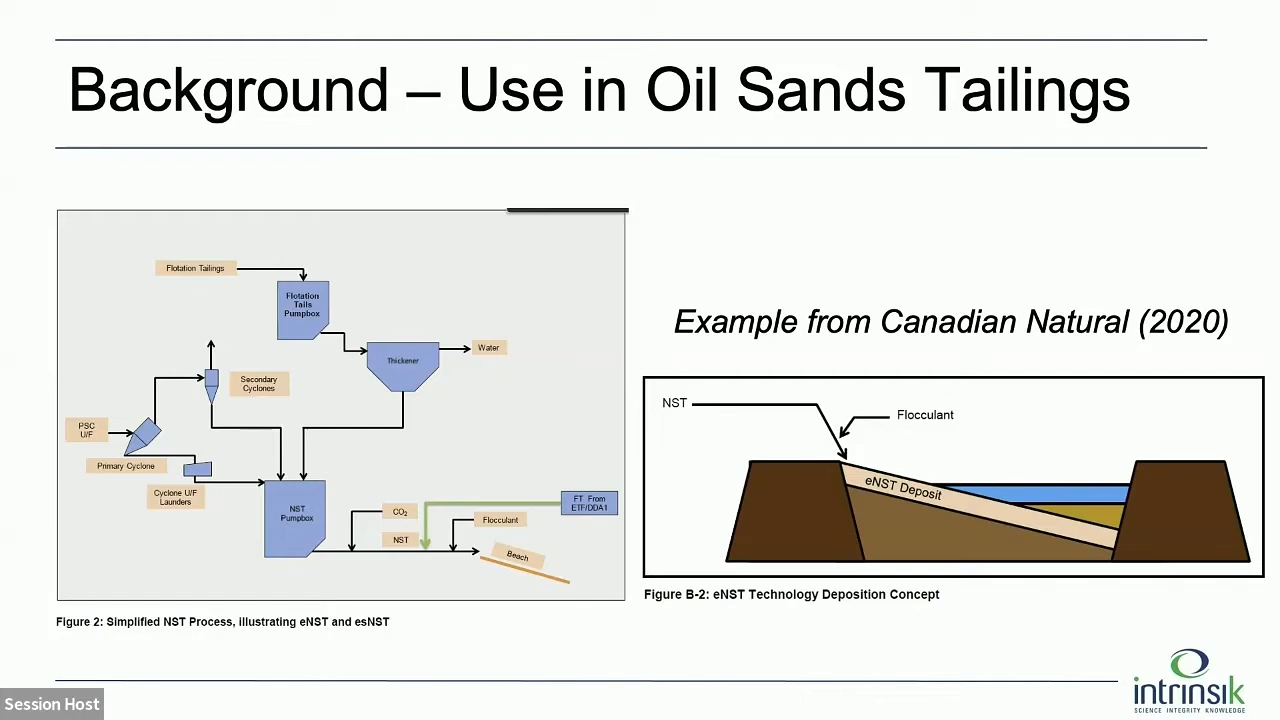 Background – Use in Oil Sands Tailings
Flotation Tailings
Flotation
Tails
Pumpbox
Thickener
Water
Secondary
Cyclones
PSC
U/F
Primary Cyclone
Cyclone U/F
Launders
NST
Pumpbox
CO₂
NST
FT From
ETF/DDA1
Flocculant
Beach
Figure 2: Simplified NST Process, illustrating eNST and esNST
Example from Canadian Natural (2020)
NST
Flocculant
eNST Deposit
Figure B-2: eNST Technology Deposition Concept
intrinsik
SCIENCE INTEGRITY KNOWLEDGE
Session Host